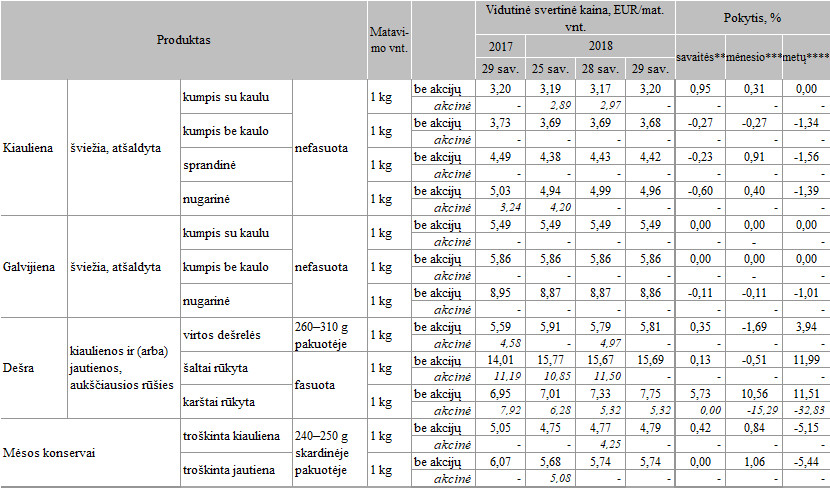 Produktas Matavi- Vidutinė svertinė kaina, EUR/mat. Pokytis, %
mo vnt. vnt.
2017 2018 savaitės** mėnesio*** metų****
29 sav. 25 sav. 28 sav. 29 sav.
Kiauliena šviežia, atšaldyta kumpis su kaulu nefasuota 1 kg be akcijų 3,20 3,19 3,17 3,20 0,95 0,31 0,00
akcinė - 2,89 2,97 - - - -
kumpis be kaulo 1 kg be akcijų 3,73 3,69 3,69 3,68 -0,27 -0,27 -1,34
akcinė - - - - - - -
sprandinė 1 kg be akcijų 4,49 4,38 4,43 4,42 -0,23 0,91 -1,56
akcinė - - - - - - -
nugarinė 1 kg be akcijų 5,03 4,94 4,99 4,96 -0,60 0,40 -1,39
akcinė 3,24 4,20 - - - - -
Galvijiena šviežia, atšaldyta kumpis su kaulu nefasuota 1 kg be akcijų 5,49 5,49 5,49 5,49 0,00 0,00 0,00
akcinė - - - - - - -
kumpis be kaulo 1 kg be akcijų 5,86 5,86 5,86 5,86 0,00 0,00 0,00
akcinė - - - - - - -
nugarinė 1 kg be akcijų 8,95 8,87 8,87 8,86 -0,11 -0,11 -1,01
akcinė - - - - - - -
Dešra kiaulienos ir (arba) jautienos, aukščiausios rūšies virtos dešrelės 260–310 g pakuotėje 1 kg be akcijų 5,59 5,91 5,79 5,81 0,35 -1,69 3,94
akcinė 4,58 - 4,97 - - - -
šaltai rūkyta fasuota 1 kg be akcijų 14,01 15,77 15,67 15,69 0,13 -0,51 11,99
akcinė 11,19 10,85 11,50 - - - -
karštai rūkyta 1 kg be akcijų 6,95 7,01 7,33 7,75 5,73 10,56 11,51
akcinė 7,92 6,28 5,32 5,32 0,00 -15,29 -32,83
Mėsos konservai troškinta kiauliena 240–250 g skardinėje pakuotėje 1 kg be akcijų 5,05 4,75 4,77 4,79 0,42 0,84 -5,15
akcinė - - 4,25 - - - -
troškinta jautiena 1 kg be akcijų 6,07 5,68 5,74 5,74 0,00 1,06 -5,44
akcinė - 5,08 - - - - -